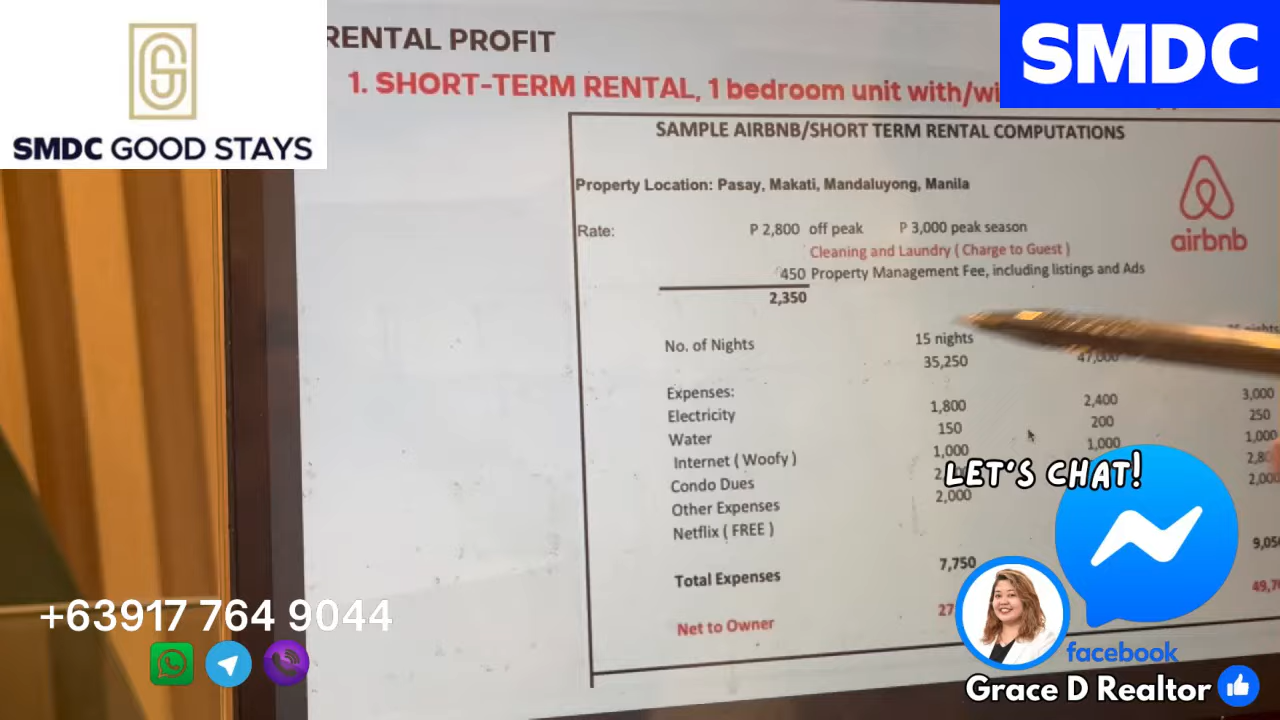 RENTAL PROFIT
SMDC
1. SHORT-TERM RENTAL, 1 bedroom unit
SMDC GOOD STAYS
SAMPLE AIRBNB/SHORT TERM RENTAL COMPUTATIONS
Property Location: Pasay, Makati, Mandaluyong, Manila
airbnb
Rate: P 2,800 off peak P 3,000 peak season
Cleaning and Laundry ( Charge to Guest )
450 Property Management Fee, including listings and Ads
2,350
No. of Nights 15 nights nights
35,250 47,000
Expenses:
Electricity 1,800 2,400 3,000
Water 150 200 250
Internet ( Woofy ) 1,000 1,000 1,000
Condo Dues
Other Expenses 2,000
Netflix ( FREE )
Total Expenses 7,750
Net to Owner
LET'S CHAT!
+63917 764 9044
facebook
Grace D Realtor